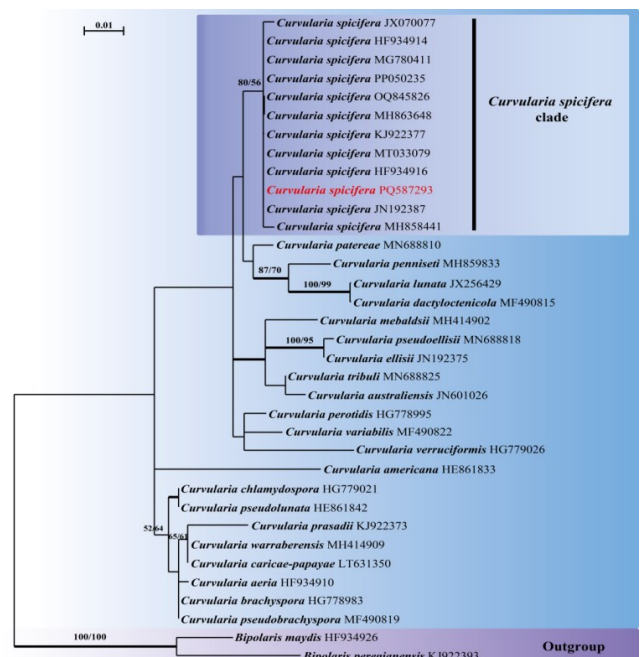 0.01
Curvularia spicifera JX070077
Curvularia spicifera HF934914
Curvularia spicifera MG780411
80/56
Curvularia spicifera PP050235
Curvularia spicifera OQ845826
Curvularia spicifera MH863648
Curvularia spicifera KJ922377
Curvularia spicifera MT033079
Curvularia spicifera HF934916
Curvularia spicifera PQ587293
Curvularia spicifera JN192387
Curvularia spicifera MH858441
Curvularia spicifera
clade
Curvularia patereae MN688810
Curvularia penniseti MH859833
87/70
100/99
Curvularia lunata JX256429
Curvularia dactyloctenicola MF490815
Curvularia mebaldsii MH414902
100/95
Curvularia pseudoellisii MN688818
Curvularia ellisii JN192375
Curvularia tribuli MN688825
Curvularia australiensis JN601026
Curvularia perotidis HG778995
Curvularia variabilis MF490822
Curvularia verruciformis HG779026
Curvularia americana HE861833
Curvularia chlamydospora HG779021
Curvularia pseudolunata HE861842
52/64
65/61
Curvularia prasadii KJ922373
Curvularia warraberensis MH414909
Curvularia caricae-papayae LT631350
Curvularia aeria HF934910
Curvularia brachyspora HG778983
Curvularia pseudobrachyspora MF490819
100/100
Bipolaris maydis HF934926
Bipolaris peregianensis KJ922393
Outgroup